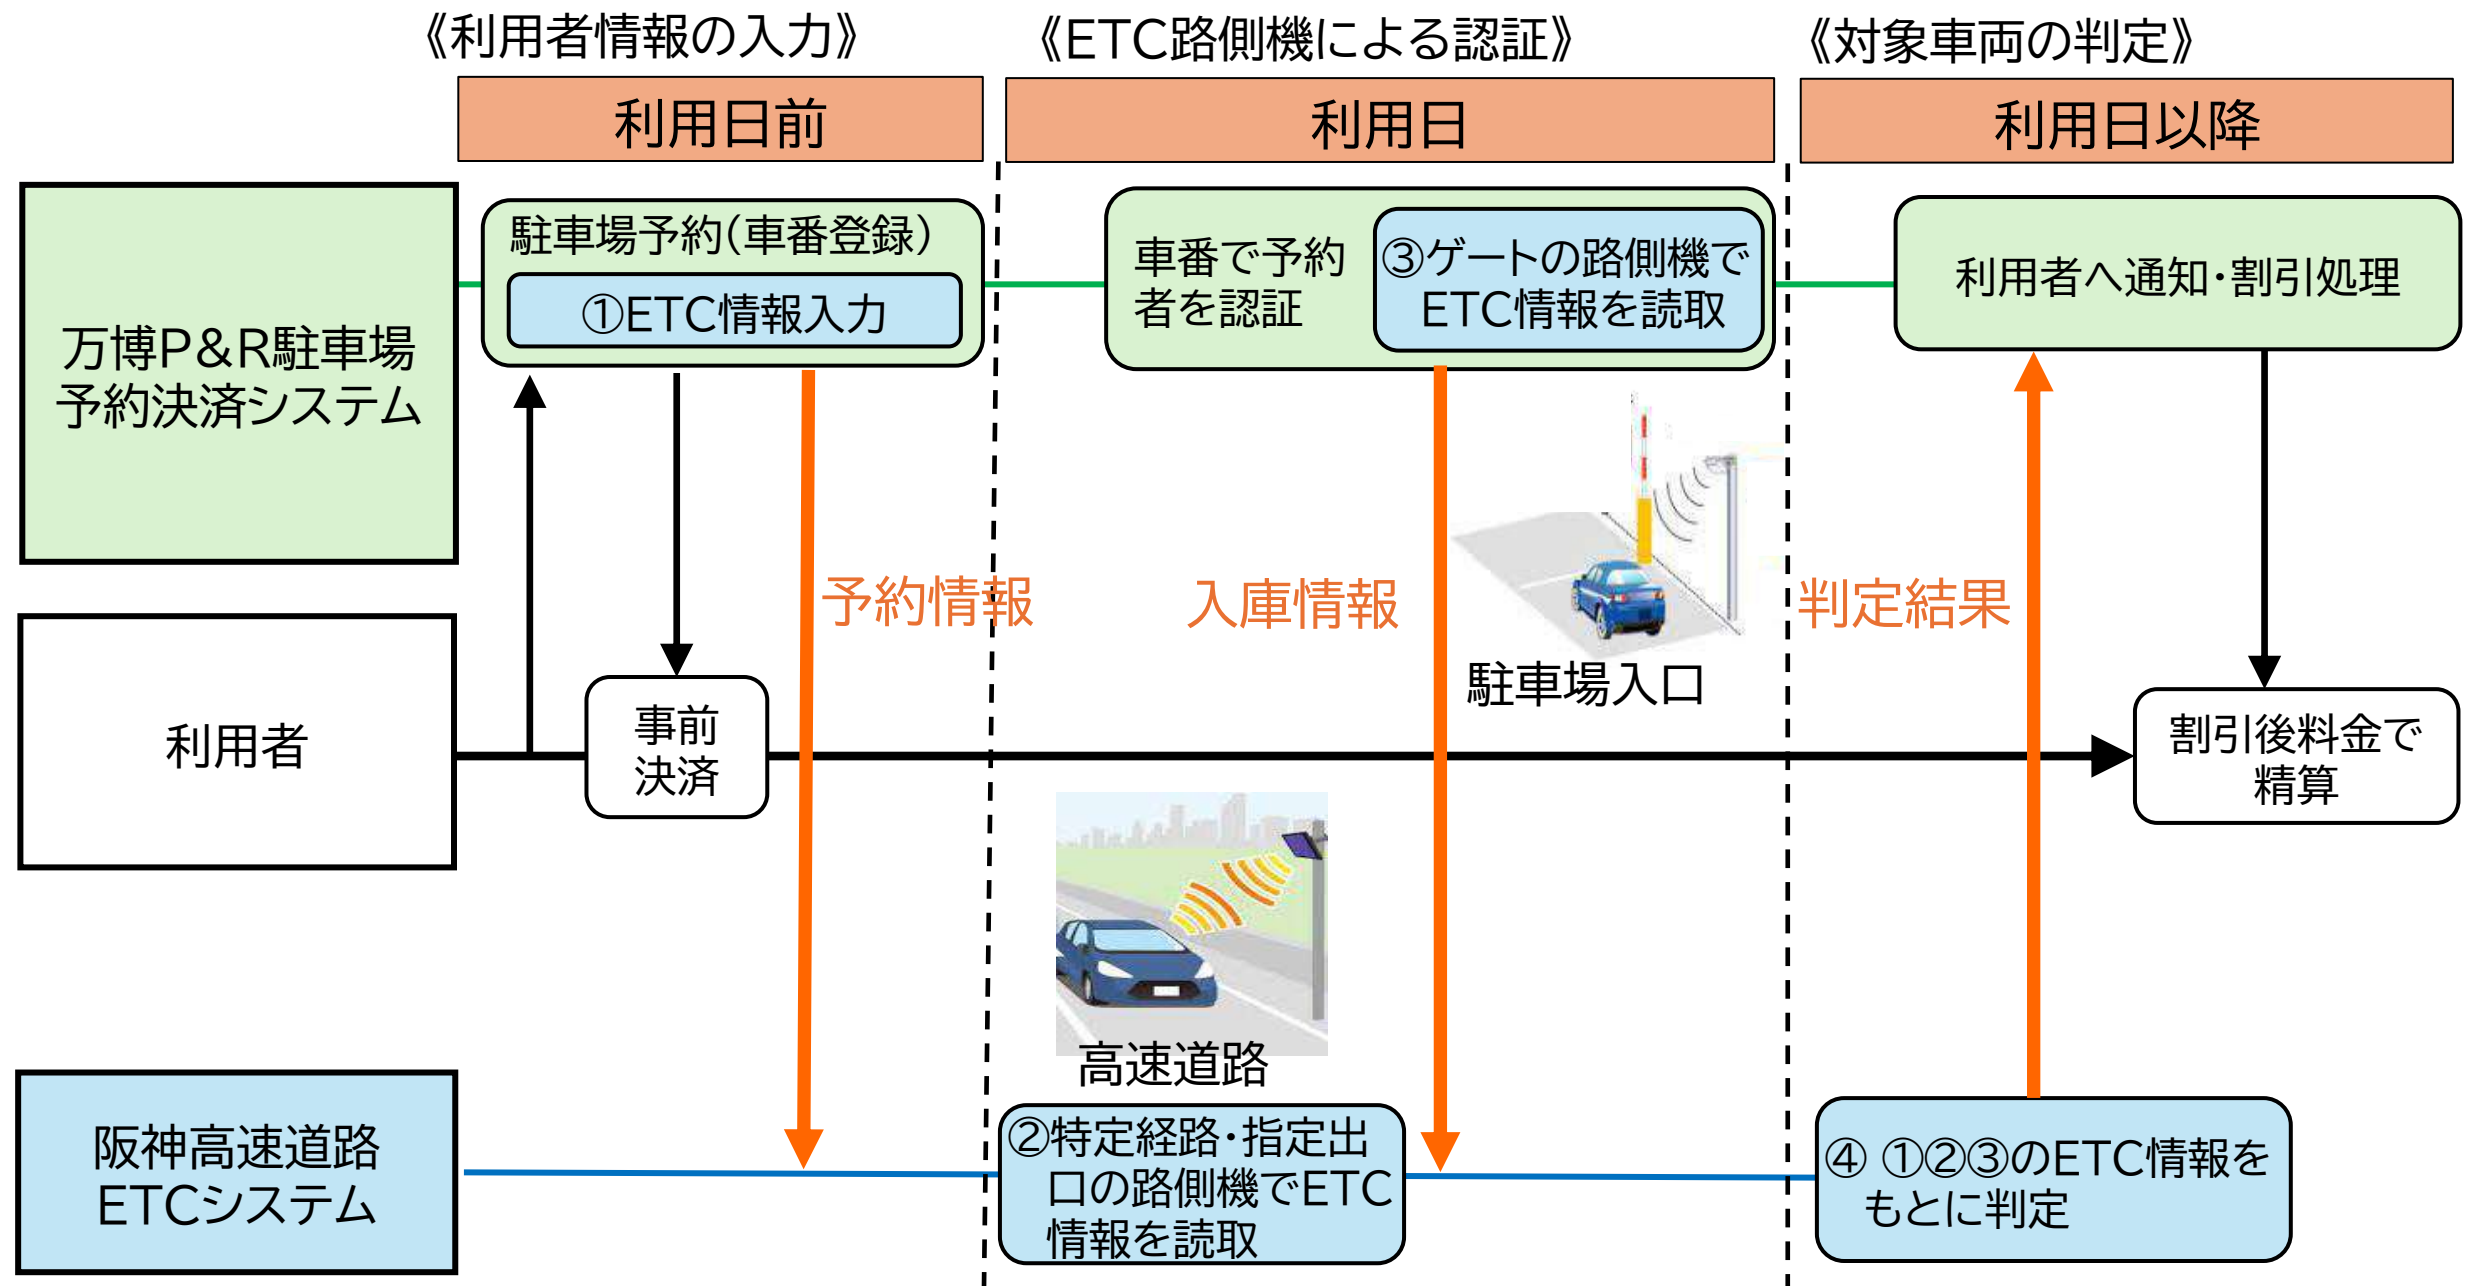 《利用者情報の入力》
《ETC路側機による認証》
《対象車両の判定》
利用日前
利用日
利用日以降
万博P&R駐車場
予約決済システム
駐車場予約(車番登録)
①ETC情報入力
車番で予約
者を認証
③ゲートの路側機で
ETC情報を読取
利用者へ通知・割引処理
予約情報
入庫情報
判定結果
駐車場入口
利用者
事前
決済
割引後料金で
精算
高速道路
阪神高速道路
ETCシステム
②特定経路・指定出
口の路側機でETC
情報を読取
④ ①②③のETC情報を
もとに判定